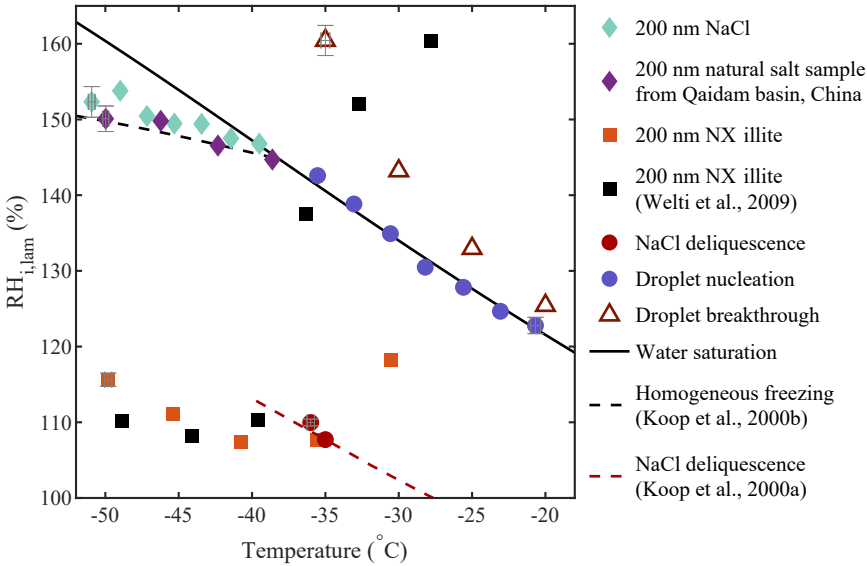 160
150
140
130
120
110
100
RHi,lam (%)
-50
-45
-40
-35
-30
-25
-20
Temperature (°C)
200 nm NaCl
200 nm natural salt sample
from Qaidam basin, China
200 nm NX illite
200 nm NX illite
(Welti et al., 2009)
NaCl deliquescence
Droplet nucleation
Droplet breakthrough
Water saturation
Homogeneous freezing
(Koop et al., 2000b)
NaCl deliquescence
(Koop et al., 2000a)